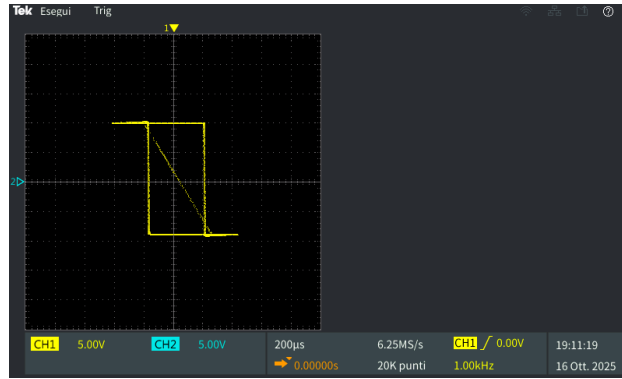 Tek Esegui Trig
1
2
CH1 5.00V CH2 5.00V 200µs 6.25MS/s CH1 0.00V 19:11:19
0.00000s 20K punti 1.00kHz 16 Ott. 2025